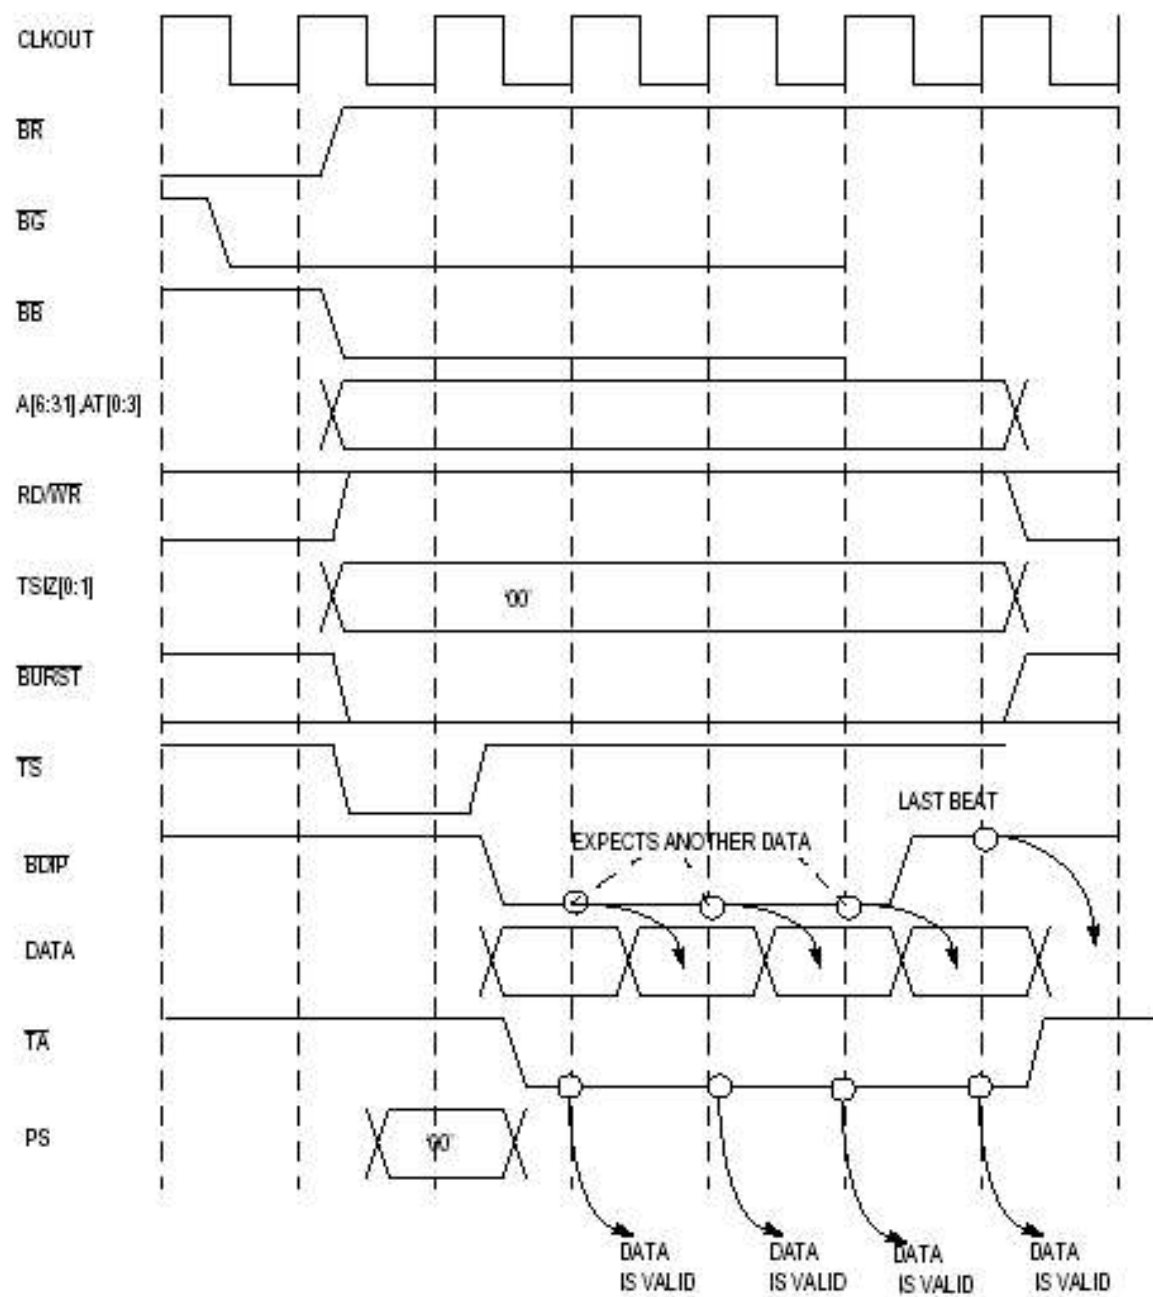 CLKOUT
BR
BG
BB
A[6:31],AT[0:3]
RD/WR
TSIZ[0:1]
'00'
BURST
TS
LAST BEAT
EXPECTS ANOTHER DATA
BDIP
DATA
TA
PS
'00'
DATA
IS VALID
DATA
IS VALID
DATA
IS VALID
DATA
IS VALID